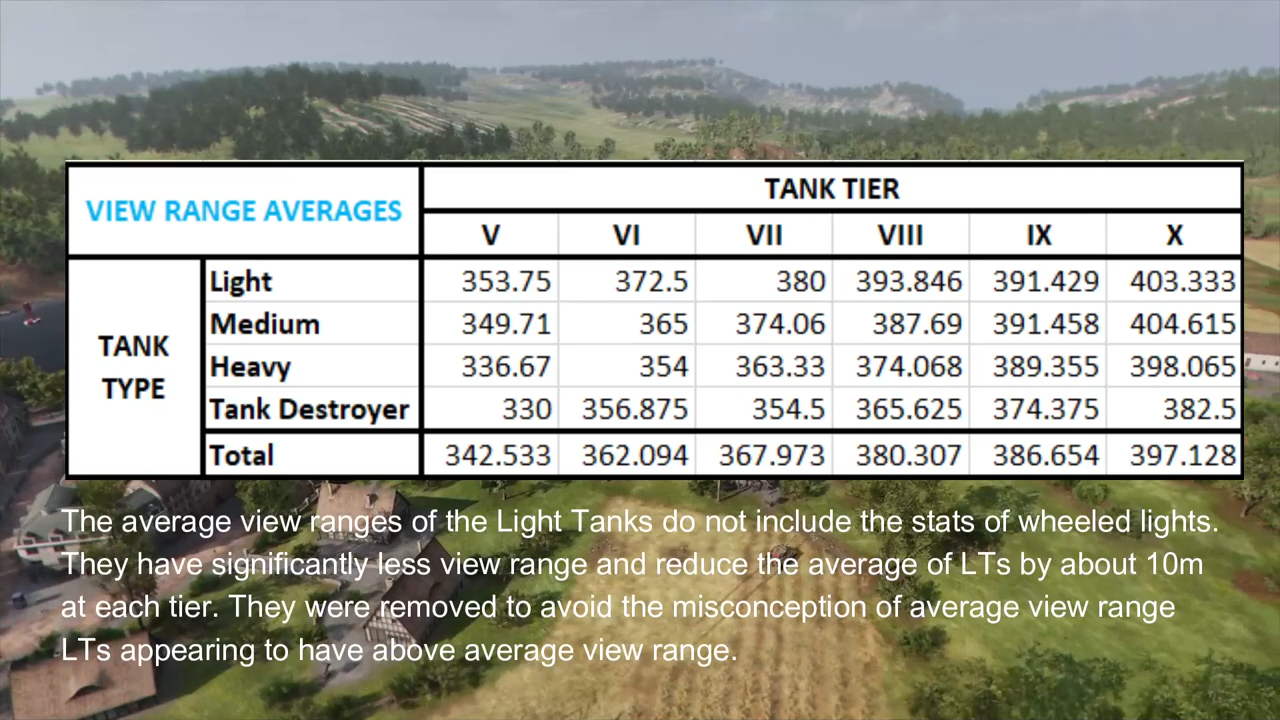 VIEW RANGE AVERAGES
TANK TIER
V VI VII VIII IX X
TANK TYPE
Light 353.75 372.5 380 393.846 391.429 403.333
Medium 349.71 365 374.06 387.69 391.458 404.615
Heavy 336.67 354 363.33 374.068 389.355 398.065
Tank Destroyer 330 356.875 354.5 365.625 374.375 382.5
Total 342.533 362.094 367.973 380.307 386.654 397.128
The average view ranges of the Light Tanks do not include the stats of wheeled lights.
They have significantly less view range and reduce the average of LTs by about 10m
at each tier. They were removed to avoid the misconception of average view range
LTs appearing to have above average view range.